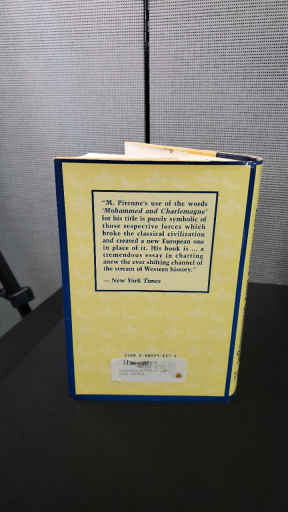 "M. Pirenne's use of the words
'Mohammed and Charlemagne'
for his title is purely symbolic of
those respective forces which
broke the classical civilization
and created a new European one
in place of it. His book is ... a
tremendous essay in charting
anew the ever shifting channel of
the stream of Western history."
— New York Times